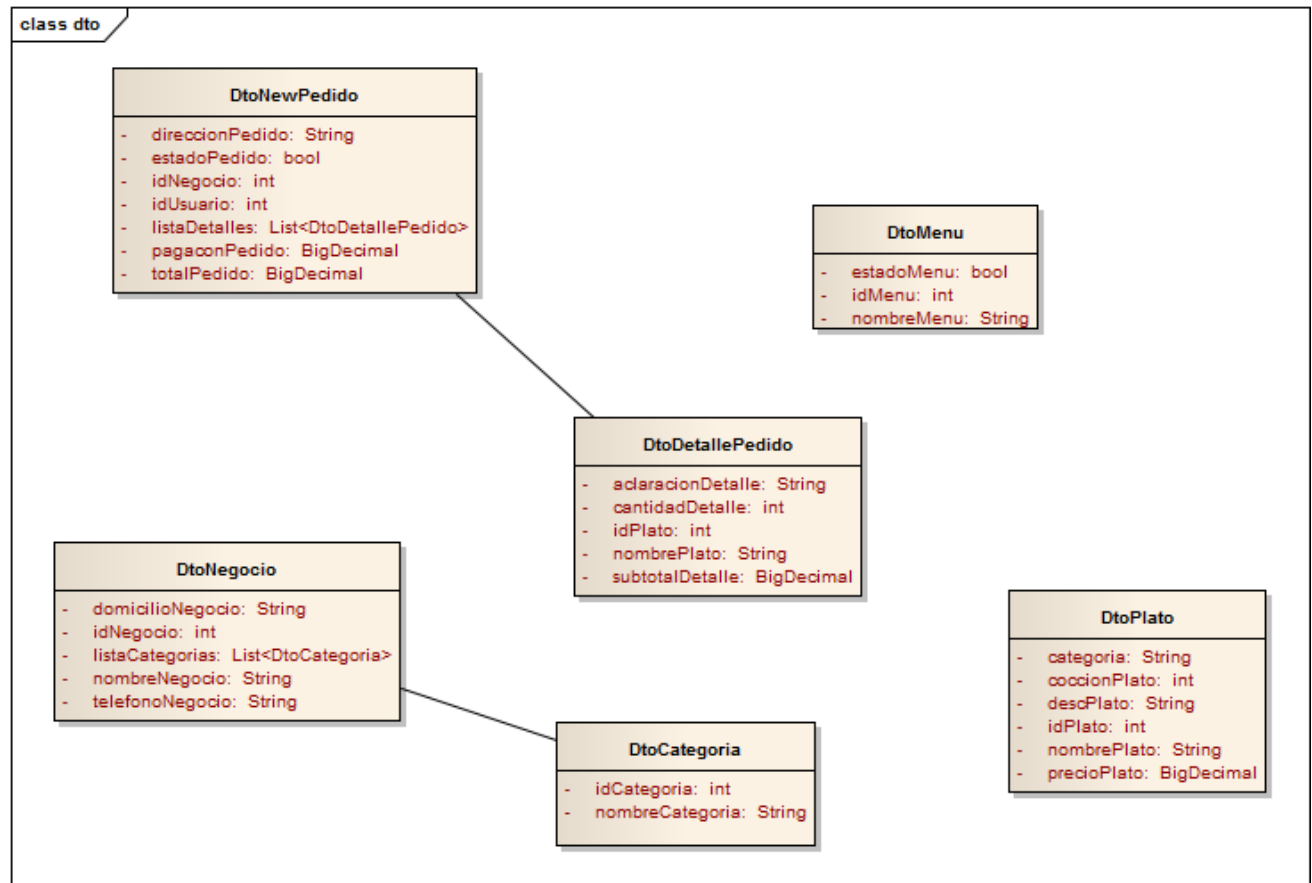 class dto
DtoNewPedido
- direccionPedido: String
- estadoPedido: bool
- idNegocio: int
- idUsuario: int
- listaDetalles: List<DtoDetallePedido>
- pagaconPedido: BigDecimal
- totalPedido: BigDecimal
DtoMenu
- estadoMenu: bool
- idMenu: int
- nombreMenu: String
DtoDetallePedido
- aclaracionDetalle: String
- cantidadDetalle: int
- idPlato: int
- nombrePlato: String
- subtotalDetalle: BigDecimal
DtoNegocio
- domicilioNegocio: String
- idNegocio: int
- listaCategorias: List<DtoCategoria>
- nombreNegocio: String
- telefonoNegocio: String
DtoPlato
- categoria: String
- coccionPlato: int
- descPlato: String
- idPlato: int
- nombrePlato: String
- precioPlato: BigDecimal
DtoCategoria
- idCategoria: int
- nombreCategoria: String